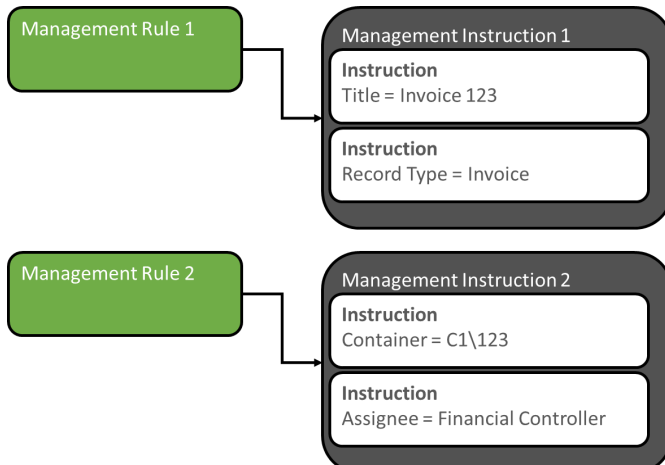 Management Rule 1
Management Instruction 1
Instruction
Title = Invoice 123
Instruction
Record Type = Invoice
Management Rule 2
Management Instruction 2
Instruction
Container = C1\123
Instruction
Assignee = Financial Controller